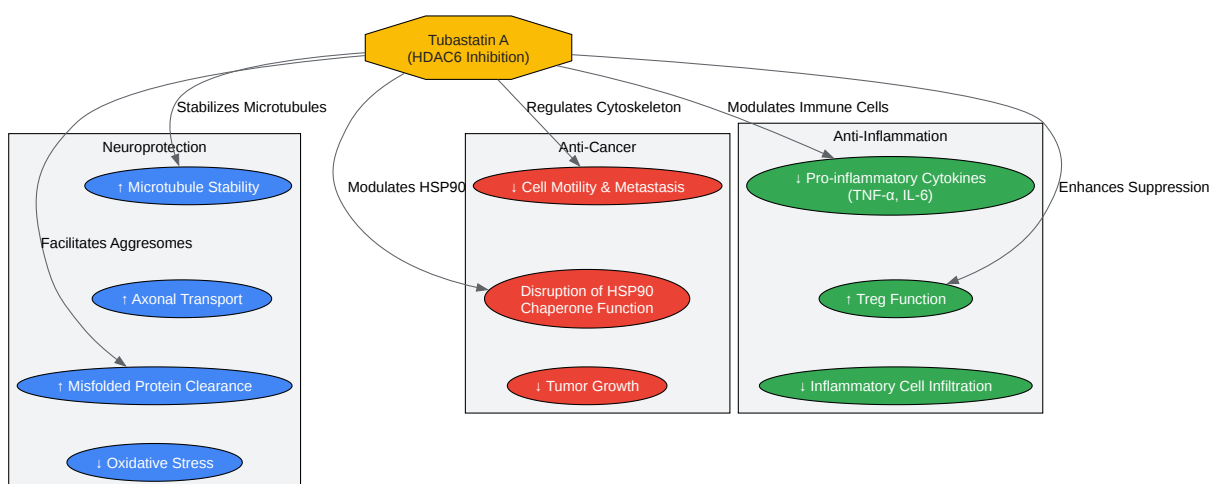 Tubastatin A
(HDAC6 Inhibition)
Stabilizes Microtubules
Regulates Cytoskeleton
Modulates Immune Cells
Neuroprotection
Anti-Cancer
Anti-Inflammation
↑ Microtubule Stability
Modulates HSP90
↓ Cell Motility & Metastasis
↓ Pro-inflammatory Cytokines
(TNF-α, IL-6)
Enhances Suppression
Facilitates Aggresomes
↑ Axonal Transport
Disruption of HSP90
Chaperone Function
↑ Treg Function
↑ Misfolded Protein Clearance
↓ Tumor Growth
↓ Inflammatory Cell Infiltration
↓ Oxidative Stress